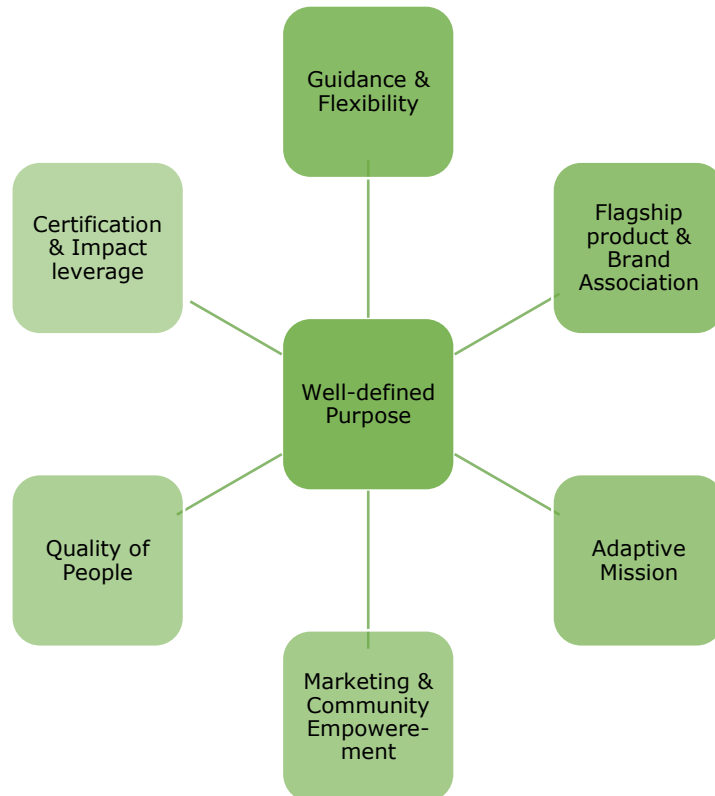 Guidance &
Flexibility
Certification
& Impact
leverage
Flagship
product &
Brand
Association
Well-defined
Purpose
Quality of
People
Adaptive
Mission
Marketing &
Community
Empowere-
ment